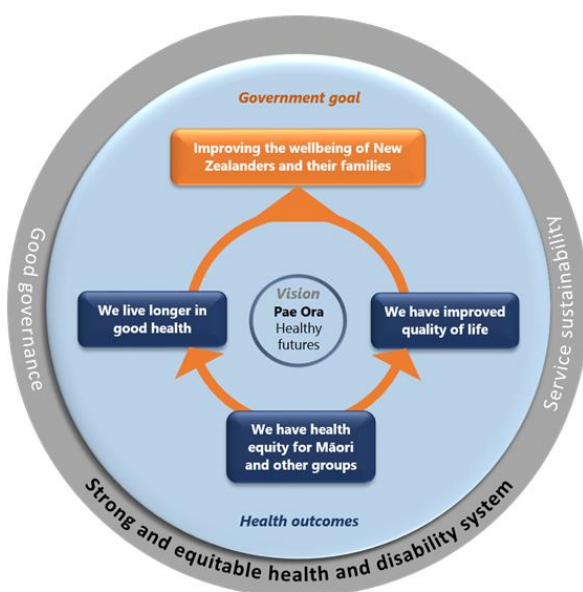 Government goal
Improving the wellbeing of New
Zealanders and their families
Good governance
Service sustainability
We live longer in
good health
Vision
Pae Ora
Healthy
futures
We have improved
quality of life
We have health
equity for Māori
and other groups
Health outcomes
Strong and equitable health and disability system